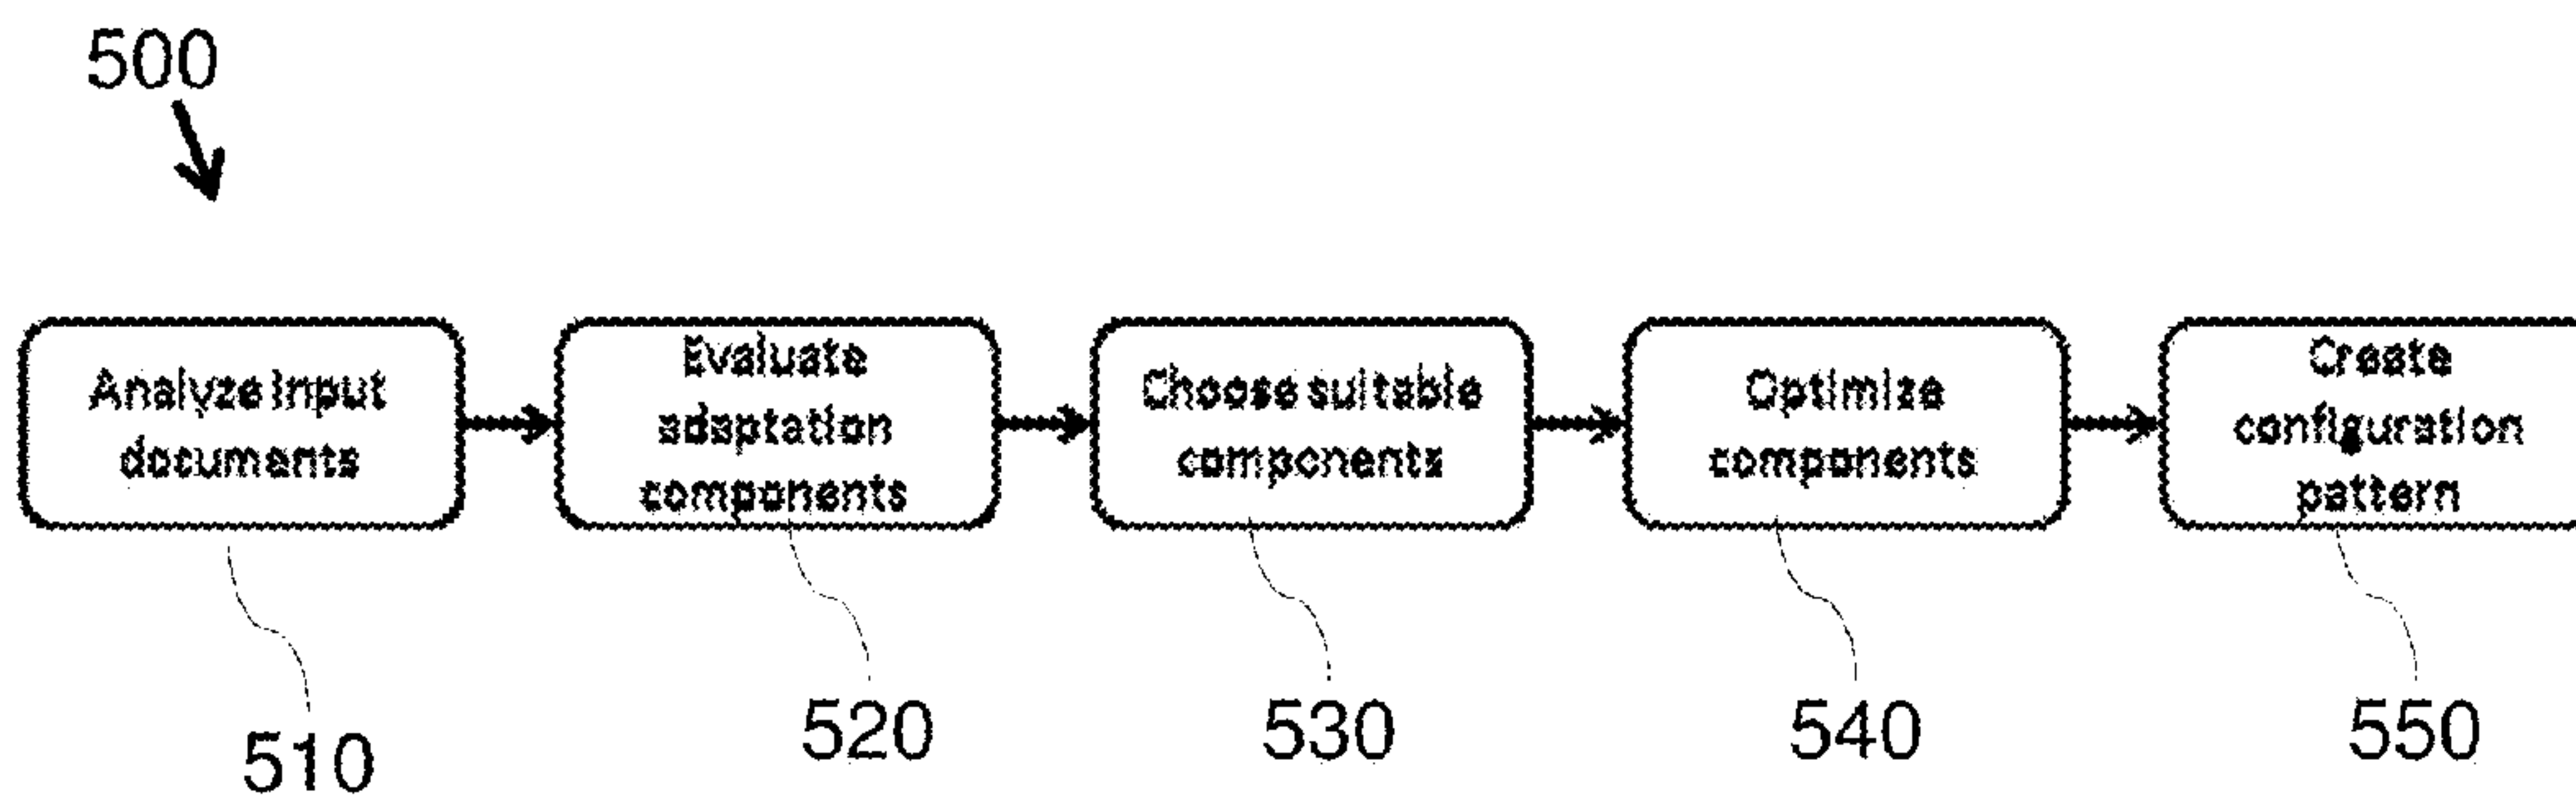 500
Analyze input
documents
Evaluate
adaptation
components
Choose suitable
components
Optimize
components
Create
configuration
pattern
510
520
530
540
550